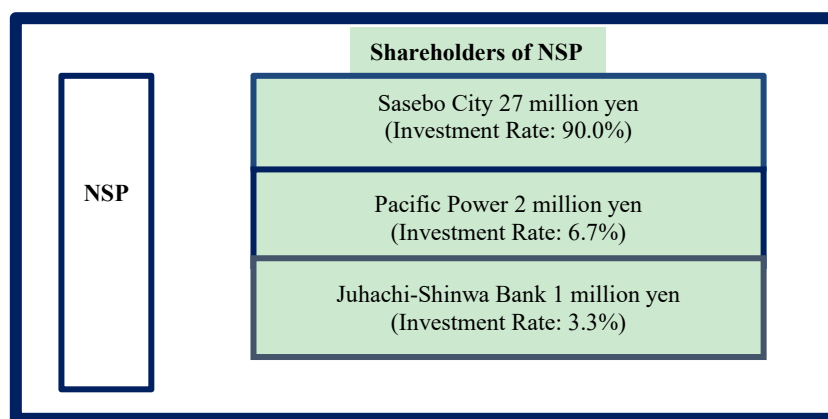 Shareholders of NSP
NSP
Sasebo City 27 million yen
(Investment Rate: 90.0%)
Pacific Power 2 million yen
(Investment Rate: 6.7%)
Juhachi-Shinwa Bank 1 million yen
(Investment Rate: 3.3%)